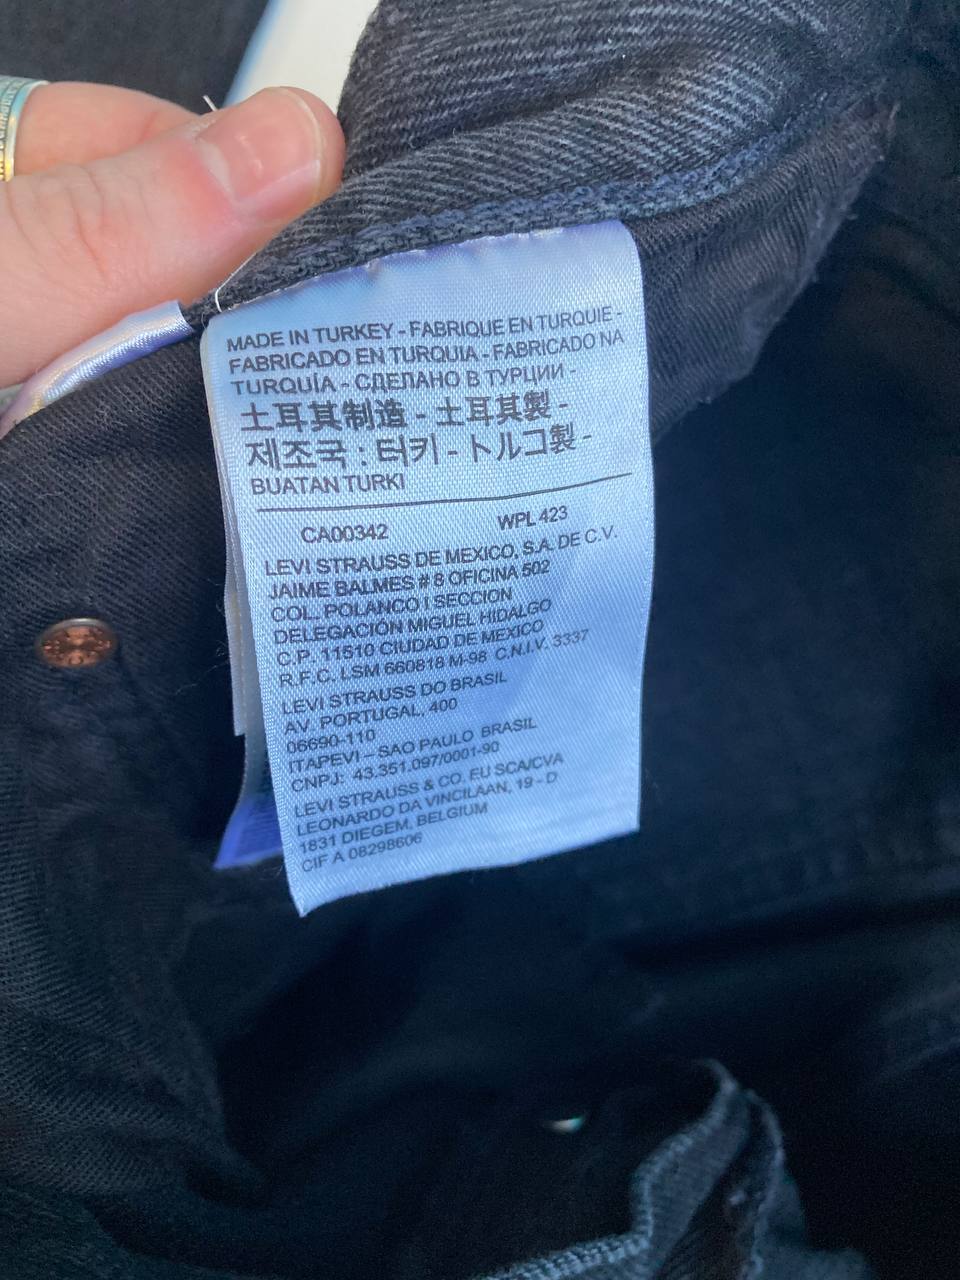 MADE IN TURKEY - FABRIQUE EN TURQUIE -
FABRICADO EN TURQUIA - FABRICADO NA
TURQUÍA - СДЕЛАНО В ТУРЦИИ -
土耳其制造 - 土耳其製 -
제조국 : 터키 - トルコ製 -
BUATAN TURKI
CA00342 WPL 423
LEVI STRAUSS DE MEXICO, S.A. DE C.V.
JAIME BALMES # 8 OFICINA 502
COL. POLANCO I SECCION
DELEGACIÓN MIGUEL HIDALGO
C.P. 11510 CIUDAD DE MEXICO
R.F.C. LSM 660818 M-98 C.N.I.V. 3337
LEVI STRAUSS DO BRASIL
AV. PORTUGAL, 400
06690-110
ITAPEVI – SAO PAULO BRASIL
CNPJ: 43.351.097/0001-90
LEVI STRAUSS & CO. EU SCA/CVA
LEONARDO DA VINCILAAN, 19 - D
1831 DIEGEM, BELGIUM
CIF A 08298606